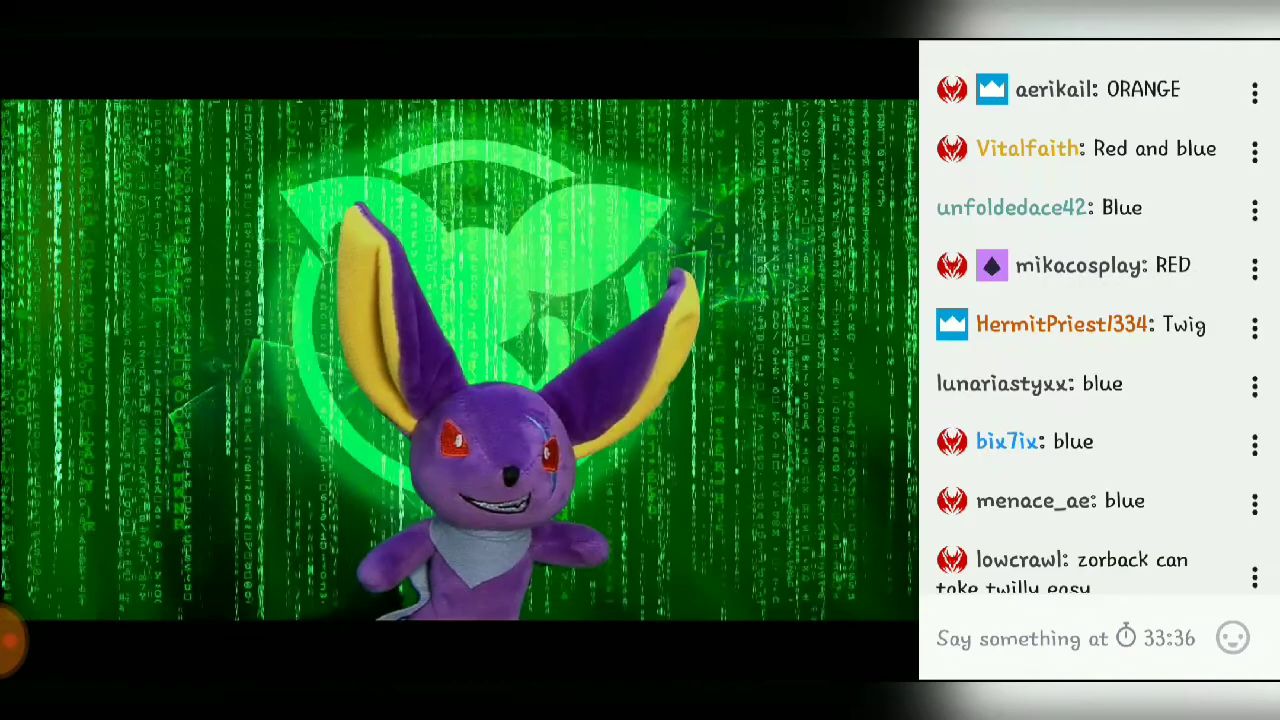 aerikail: ORANGE
Vitalfaith: Red and blue
unfoldedace42: Blue
mikacosplay: RED
HermitPriest1334: Twig
lunariastyxx: blue
bix7ix: blue
menace_ae: blue
lowcrawl: zorback can
take twilly easy
Say something at 33:36